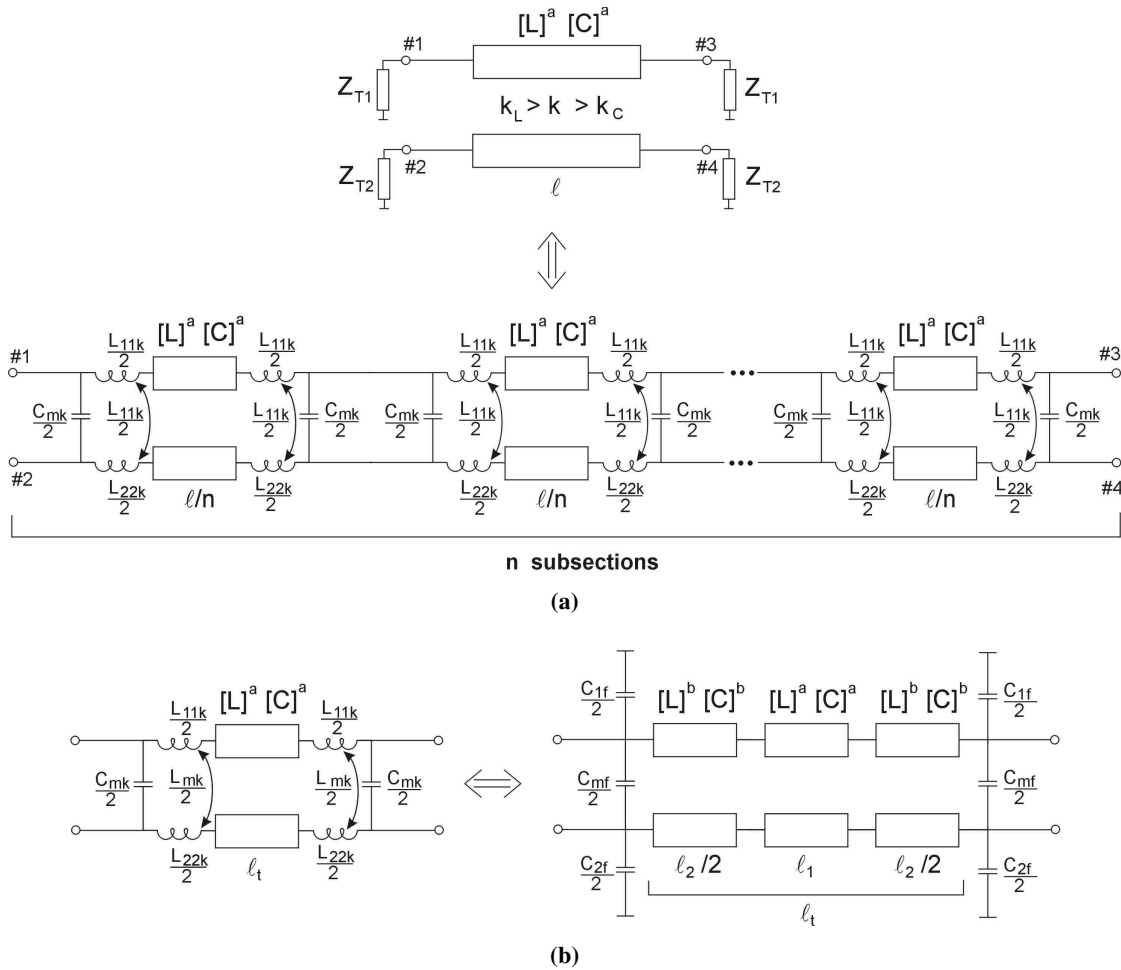 [L]^a [C]^a
#1 #3
Z_T1 Z_T1
k_L > k > k_C
#2 #4
Z_T2 Z_T2
ℓ
[L]^a [C]^a [L]^a [C]^a [L]^a [C]^a
#1 L_11k/2 L_11k/2 L_11k/2 L_11k/2 L_11k/2 L_11k/2 #3
C_mk/2 L_11k/2 L_11k/2 C_mk/2 C_mk/2 L_11k/2 L_11k/2 C_mk/2 ••• C_mk/2 L_11k/2 L_11k/2 C_mk/2
#2 ••• #4
L_22k/2 ℓ/n L_22k/2 L_22k/2 ℓ/n L_22k/2 L_22k/2 ℓ/n L_22k/2
n subsections
(a)
[L]^a [C]^a
L_11k/2 L_11k/2
C_mk/2 L_mk/2 L_mk/2 C_mk/2
L_22k/2 ℓ_t L_22k/2
C_1f/2 [L]^b [C]^b [L]^a [C]^a [L]^b [C]^b C_1f/2
C_mf/2 C_mf/2
C_2f/2 ℓ_2/2 ℓ_1 ℓ_2/2 C_2f/2
ℓ_t
(b)